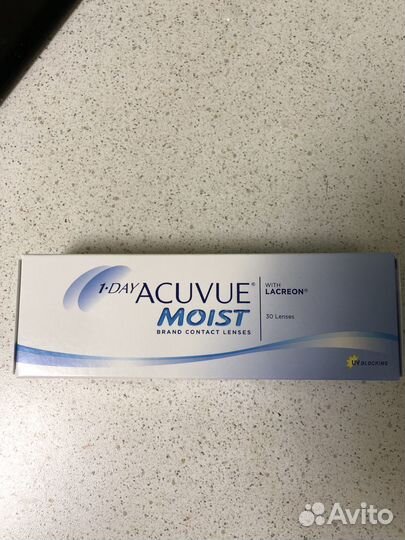 1-DAY ACUVUE®
MOIST
BRAND CONTACT LENSES
WITH
LACREON®
30 Lenses
UV BLOCKING
Avito